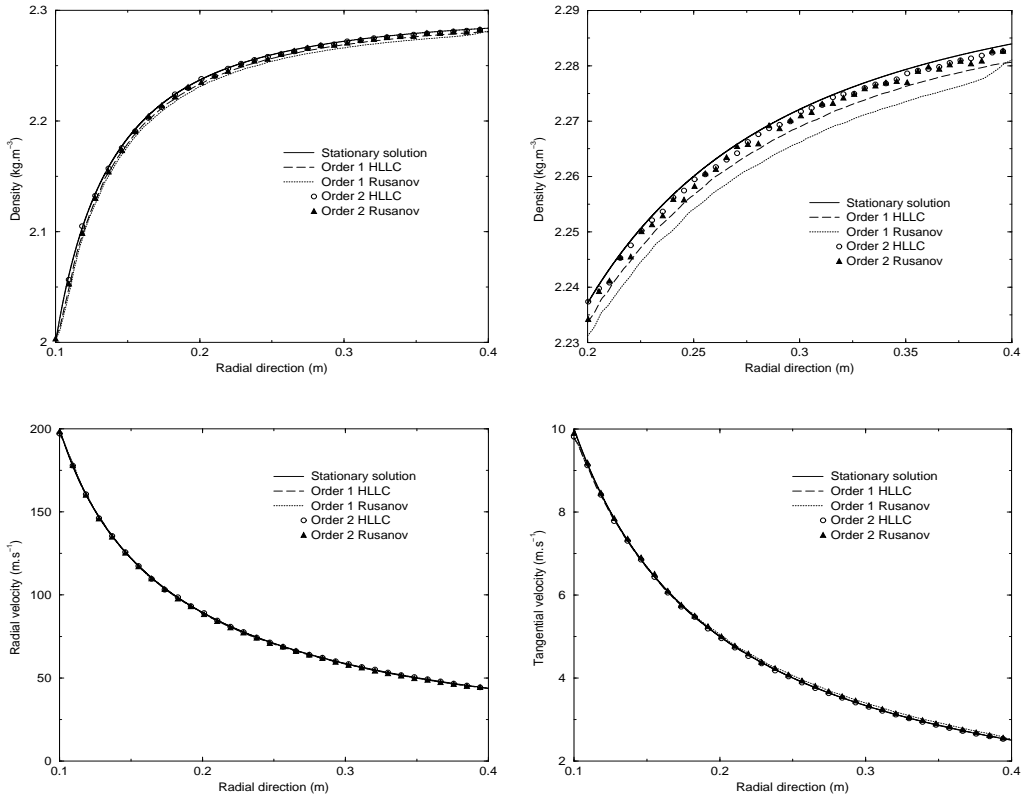 2.3
2.2
2.1
2
Density (kg.m⁻³)
0.1 0.2 0.3 0.4
Radial direction (m)
Stationary solution
Order 1 HLLC
Order 1 Rusanov
Order 2 HLLC
Order 2 Rusanov
2.29
2.28
2.27
2.26
2.25
2.24
2.23
Density (kg.m⁻³)
0.2 0.25 0.3 0.35 0.4
Radial direction (m)
Stationary solution
Order 1 HLLC
Order 1 Rusanov
Order 2 HLLC
Order 2 Rusanov
200
150
100
50
0
Radial velocity (m.s⁻¹)
0.1 0.2 0.3 0.4
Radial direction (m)
Stationary solution
Order 1 HLLC
Order 1 Rusanov
Order 2 HLLC
Order 2 Rusanov
10
8
6
4
2
Tangential velocity (m.s⁻¹)
0.1 0.2 0.3 0.4
Radial direction (m)
Stationary solution
Order 1 HLLC
Order 1 Rusanov
Order 2 HLLC
Order 2 Rusanov